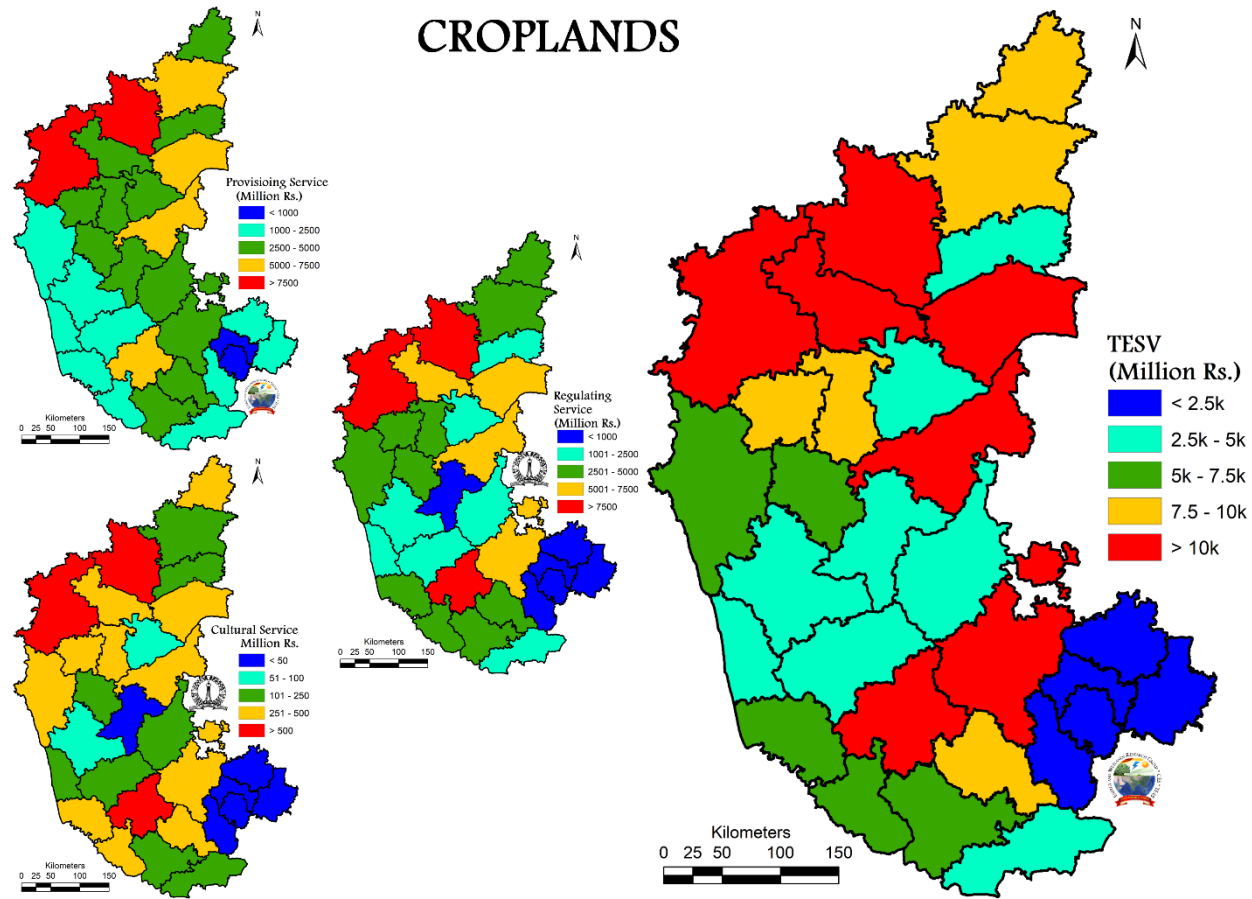 CROPLANDS
N
Provisioing Service
(Million Rs.)
< 1000
1000 - 2500
2500 - 5000
5000 - 7500
> 7500
Kilometers
0 25 50 100 150
N
Regulating
Service
(Million Rs.)
< 1000
1001 - 2500
2501 - 5000
5001 - 7500
> 7500
Kilometers
0 25 50 100 150
N
Cultural Service
Million Rs.
< 50
51 - 100
101 - 250
251 - 500
> 500
Kilometers
0 25 50 100 150
N
TESV
(Million Rs.)
< 2.5k
2.5k - 5k
5k - 7.5k
7.5 - 10k
> 10k
Kilometers
0 25 50 100 150